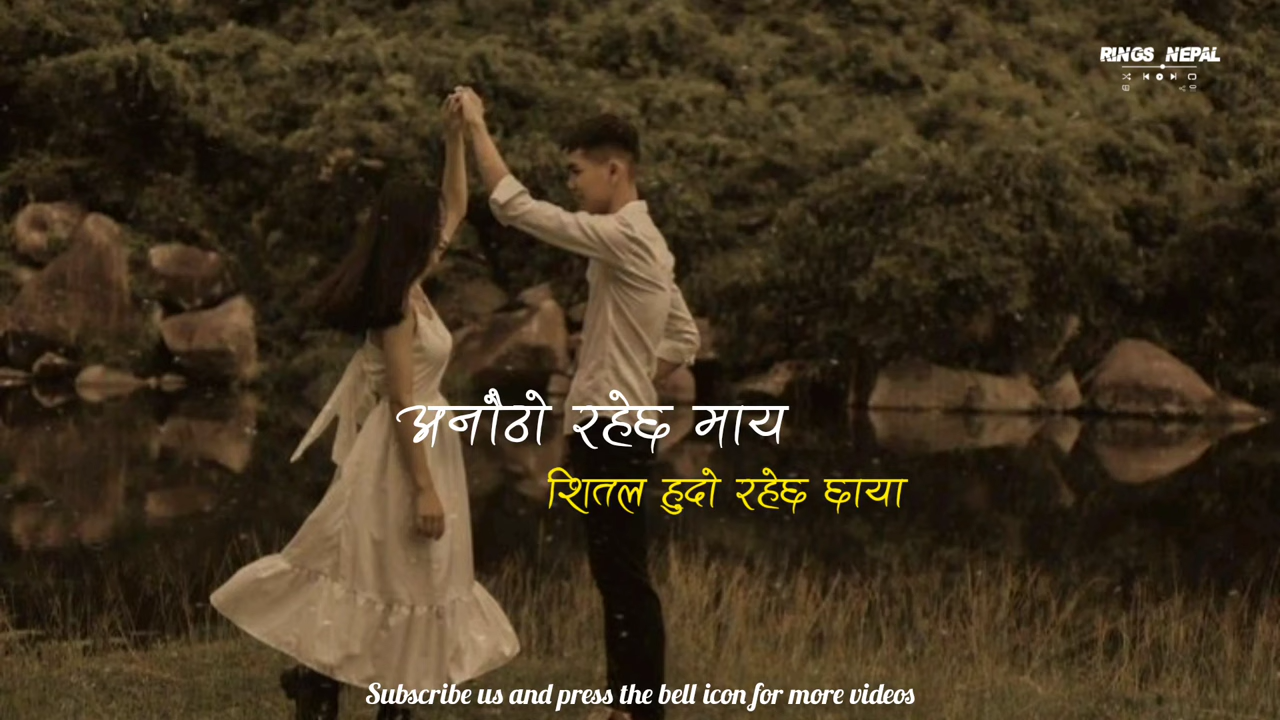 RINGS NEPAL
अनौठो रहेछ माय
शितल हुदो रहेछ छाया
Subscribe us and press the bell icon for more videos